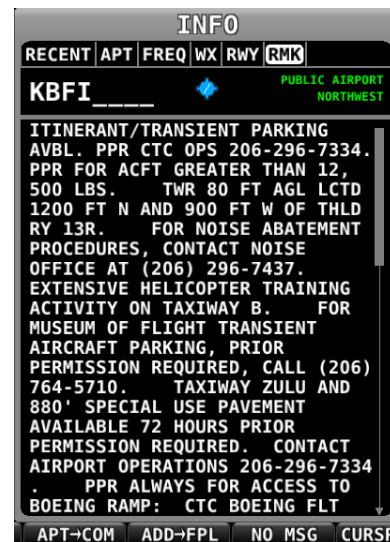 INFO
RECENT APT FREQ WX RWY RMK
KBFI____
PUBLIC AIRPORT
NORTHWEST
ITINERANT/TRANSIENT PARKING
AVBL. PPR CTC OPS 206-296-7334.
PPR FOR ACFT GREATER THAN 12,
500 LBS. TWR 80 FT AGL LCTD
1200 FT N AND 900 FT W OF THLD
RY 13R. FOR NOISE ABATEMENT
PROCEDURES, CONTACT NOISE
OFFICE AT (206) 296-7437.
EXTENSIVE HELICOPTER TRAINING
ACTIVITY ON TAXIWAY B. FOR
MUSEUM OF FLIGHT TRANSIENT
AIRCRAFT PARKING, PRIOR
PERMISSION REQUIRED, CALL (206)
764-5710. TAXIWAY ZULU AND
880' SPECIAL USE PAVEMENT
AVAILABLE 72 HOURS PRIOR
PERMISSION REQUIRED. CONTACT
AIRPORT OPERATIONS 206-296-7334
. PPR ALWAYS FOR ACCESS TO
BOEING RAMP: CTC BOEING FLT
APT→COM ADD→FPL NO MSG CURS